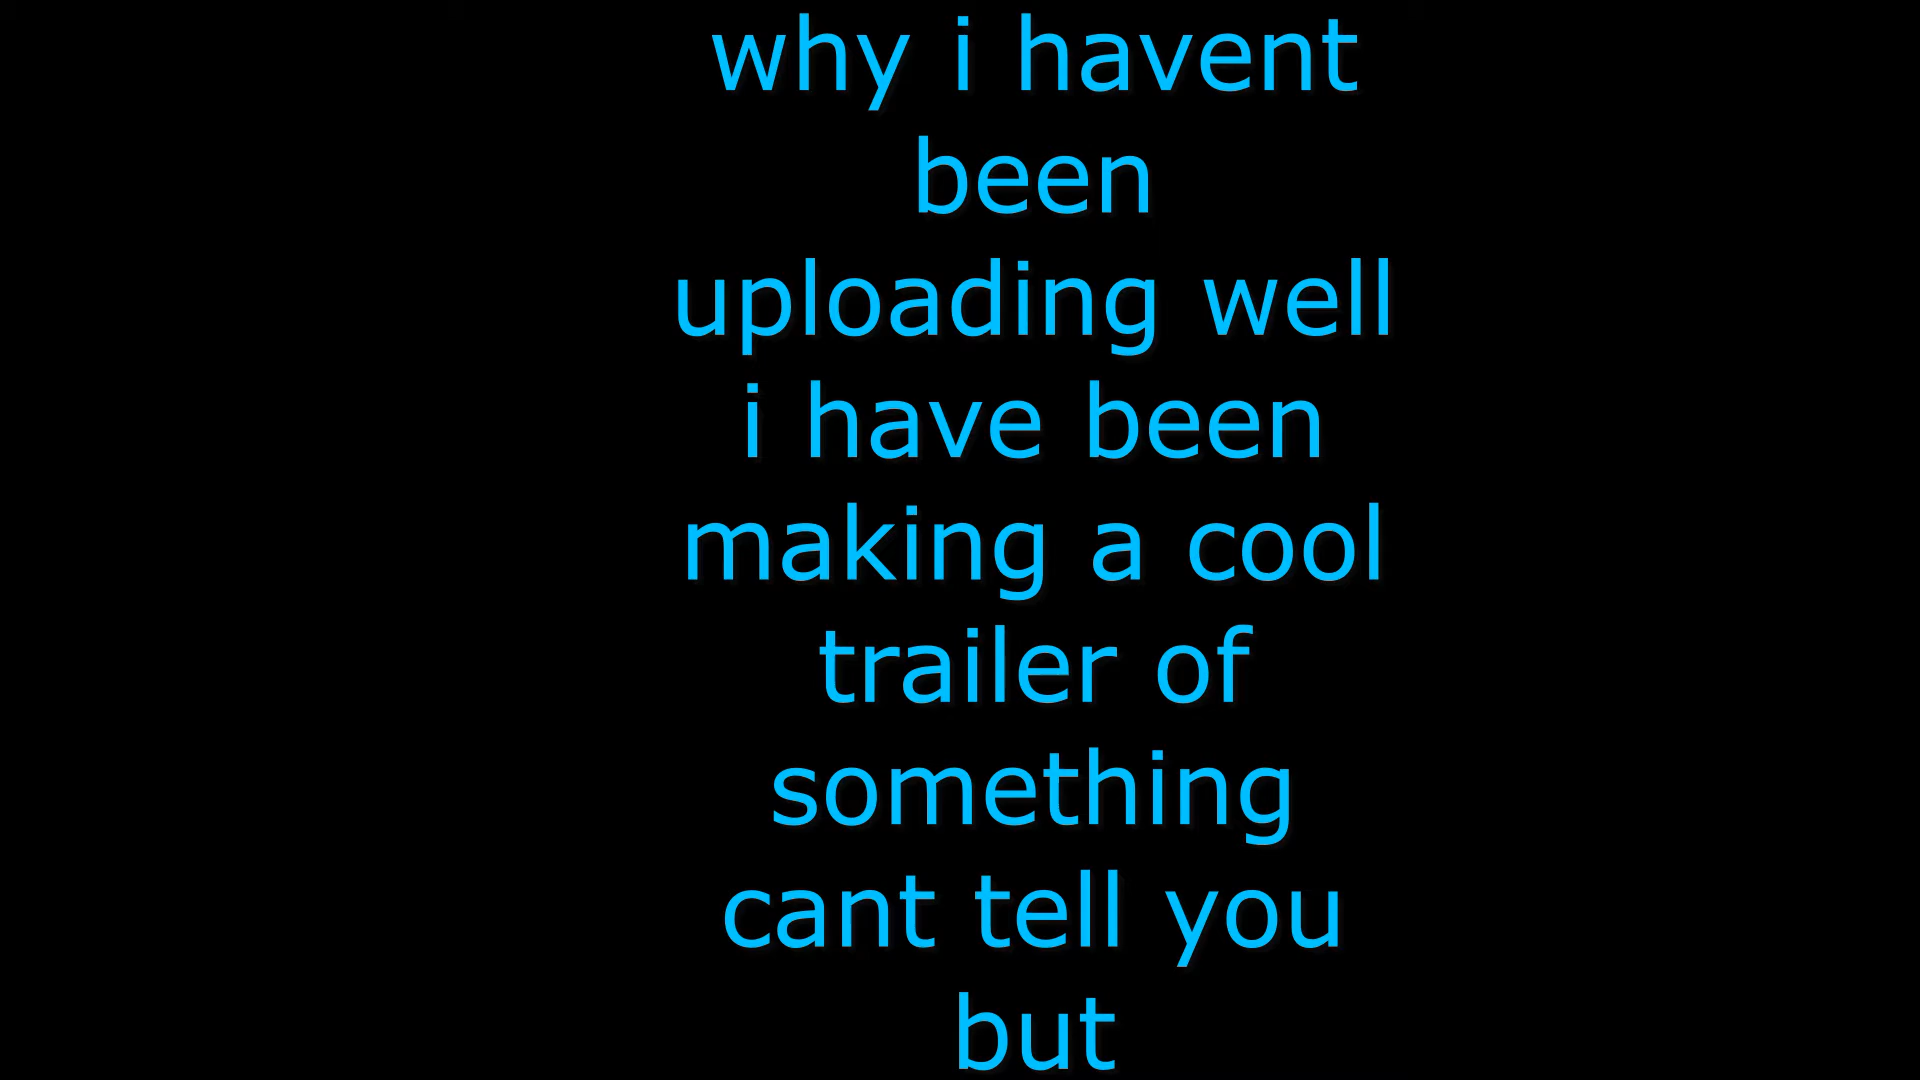 why i havent
been
uploading well
i have been
making a cool
trailer of
something
cant tell you
but